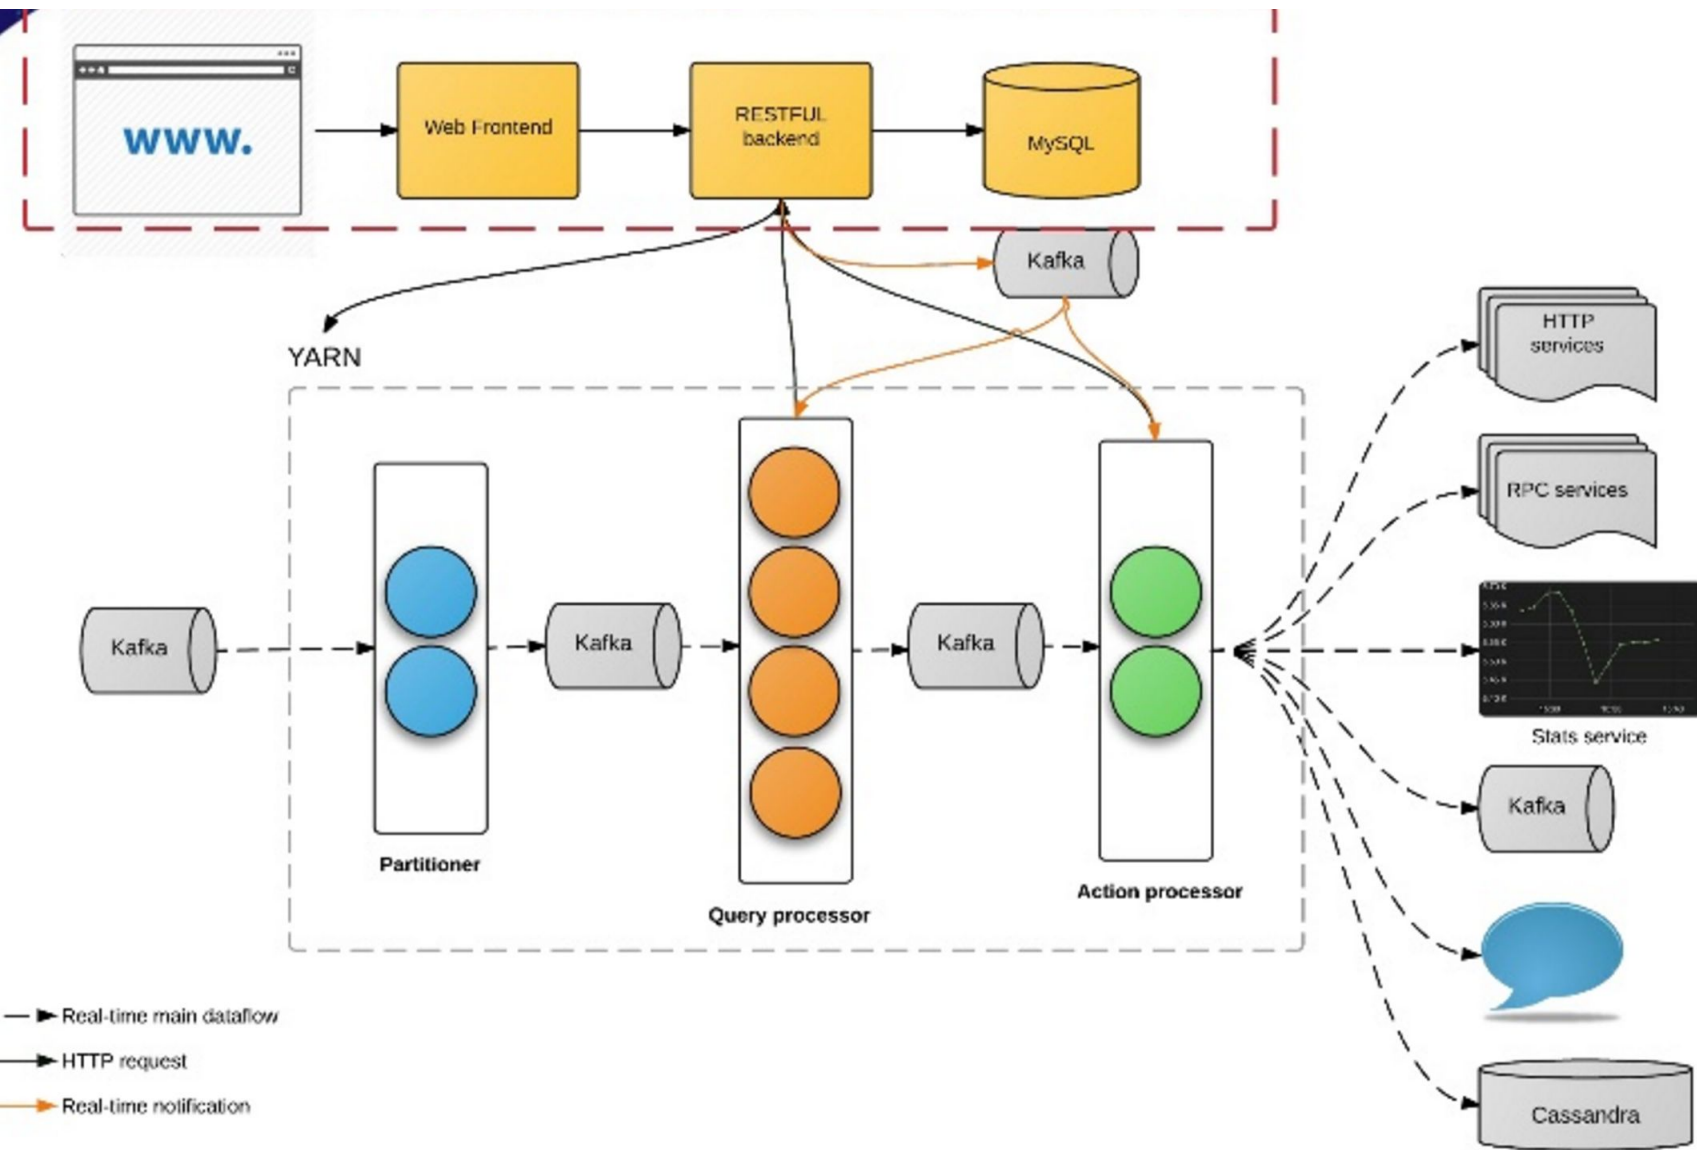 www.
Web Frontend
RESTFUL
backend
MySQL
Kafka
YARN
HTTP
services
RPC services
Kafka
Kafka
Kafka
Stats service
Kafka
Partitioner
Query processor
Action processor
Real-time main dataflow
HTTP request
Real-time notification
Cassandra